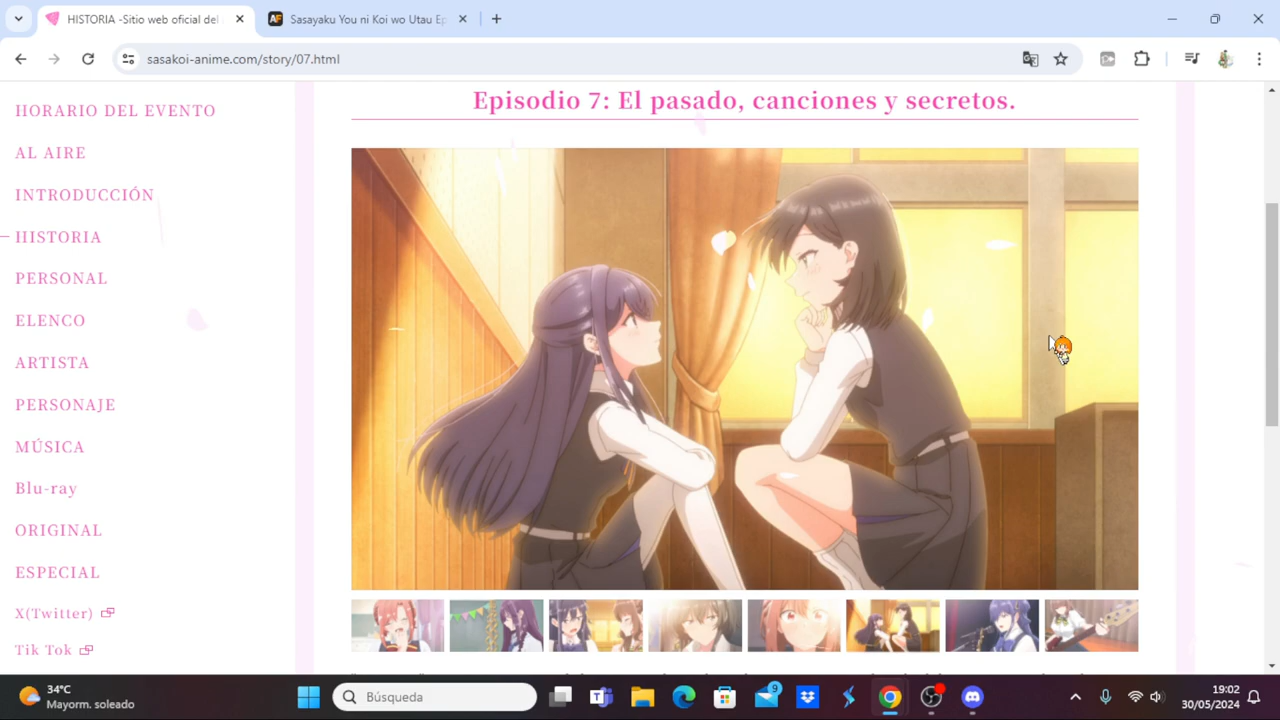 HISTORIA -Sitio web oficial del
Sasayaku You ni Koi wo Utau Ep
sasakoi-anime.com/story/07.html
HORARIO DEL EVENTO
AL AIRE
INTRODUCCIÓN
HISTORIA
PERSONAL
ELENCO
ARTISTA
PERSONAJE
MÚSICA
Blu-ray
ORIGINAL
ESPECIAL
X(Twitter)
Tik Tok
Episodio 7: El pasado, canciones y secretos.
34°C
Mayorm. soleado
Búsqueda
9
19:02
30/05/2024